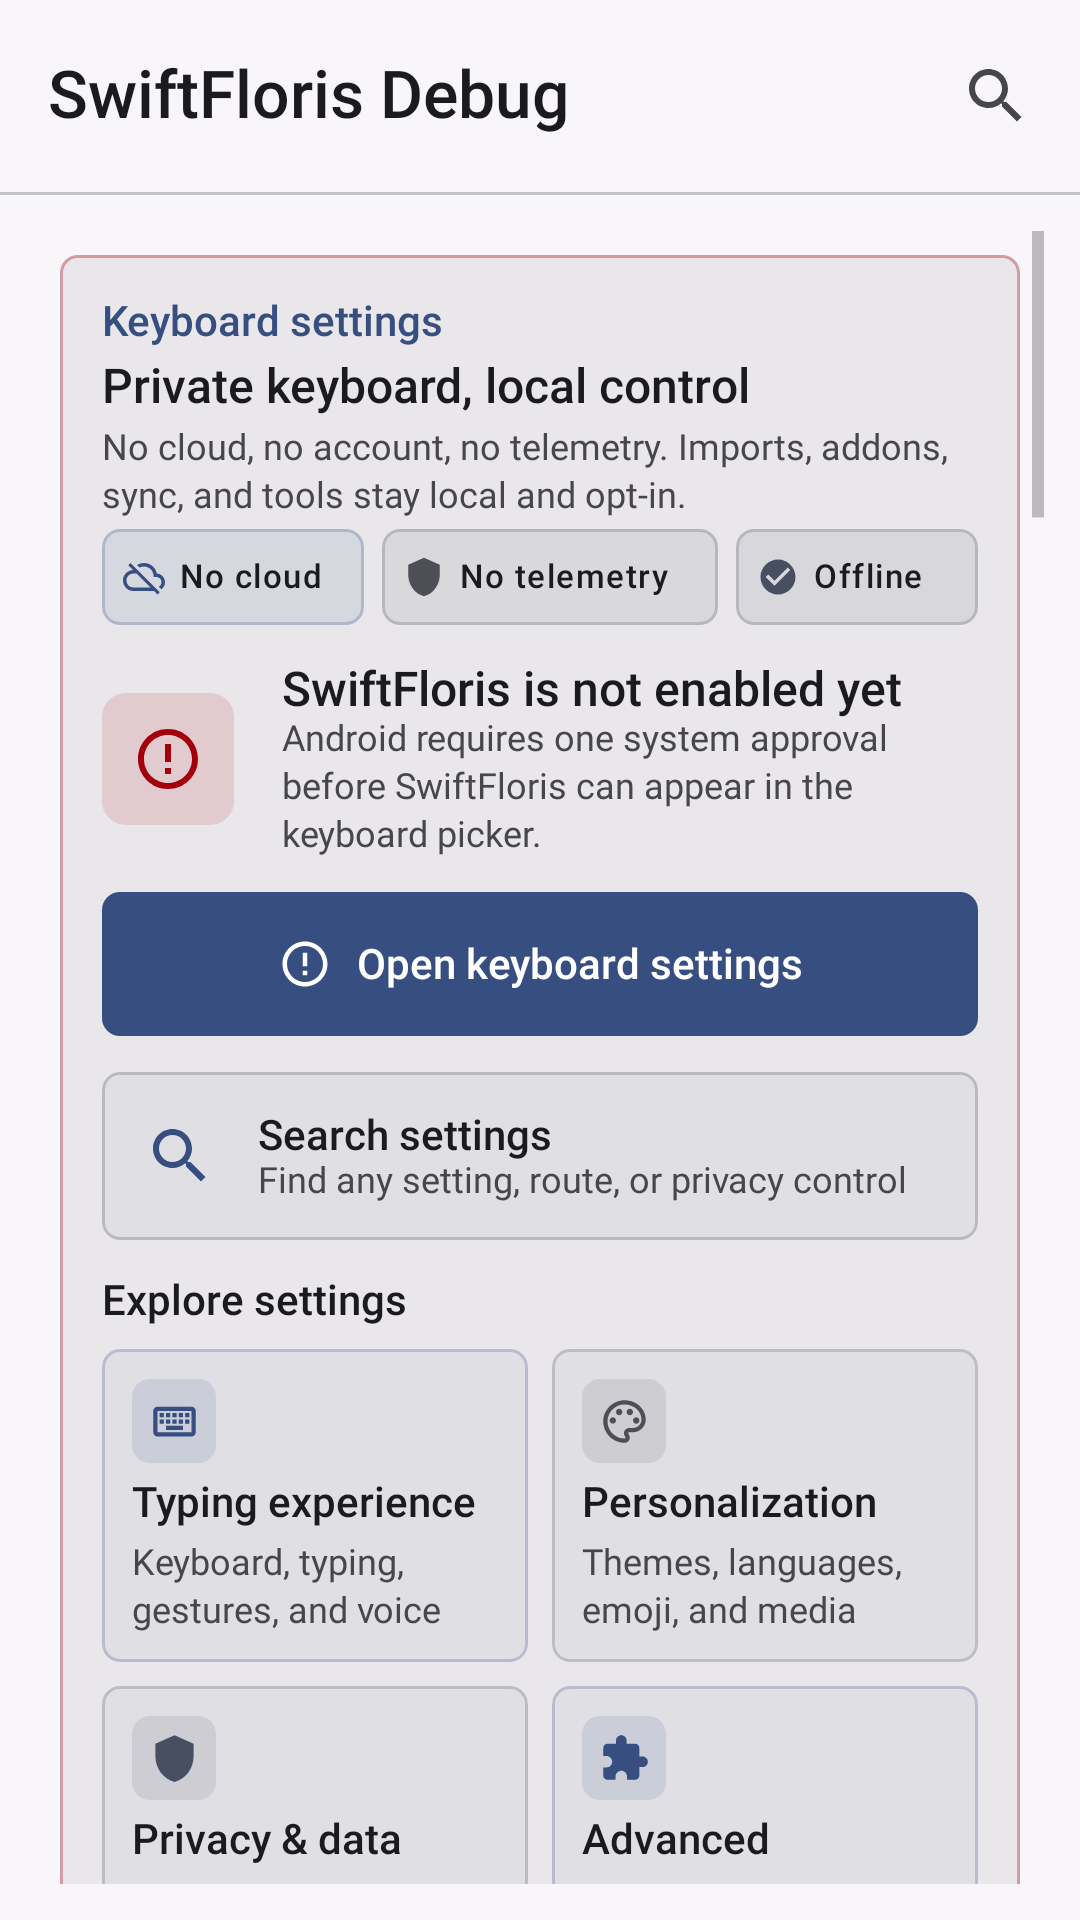 SwiftFloris Debug
Keyboard settings
Private keyboard, local control
No cloud, no account, no telemetry. Imports, addons,
sync, and tools stay local and opt-in.
No cloud
No telemetry
Offline
SwiftFloris is not enabled yet
Android requires one system approval
before SwiftFloris can appear in the
keyboard picker.
Open keyboard settings
Search settings
Find any setting, route, or privacy control
Explore settings
Typing experience
Keyboard, typing,
gestures, and voice
Personalization
Themes, languages,
emoji, and media
Privacy & data
Advanced